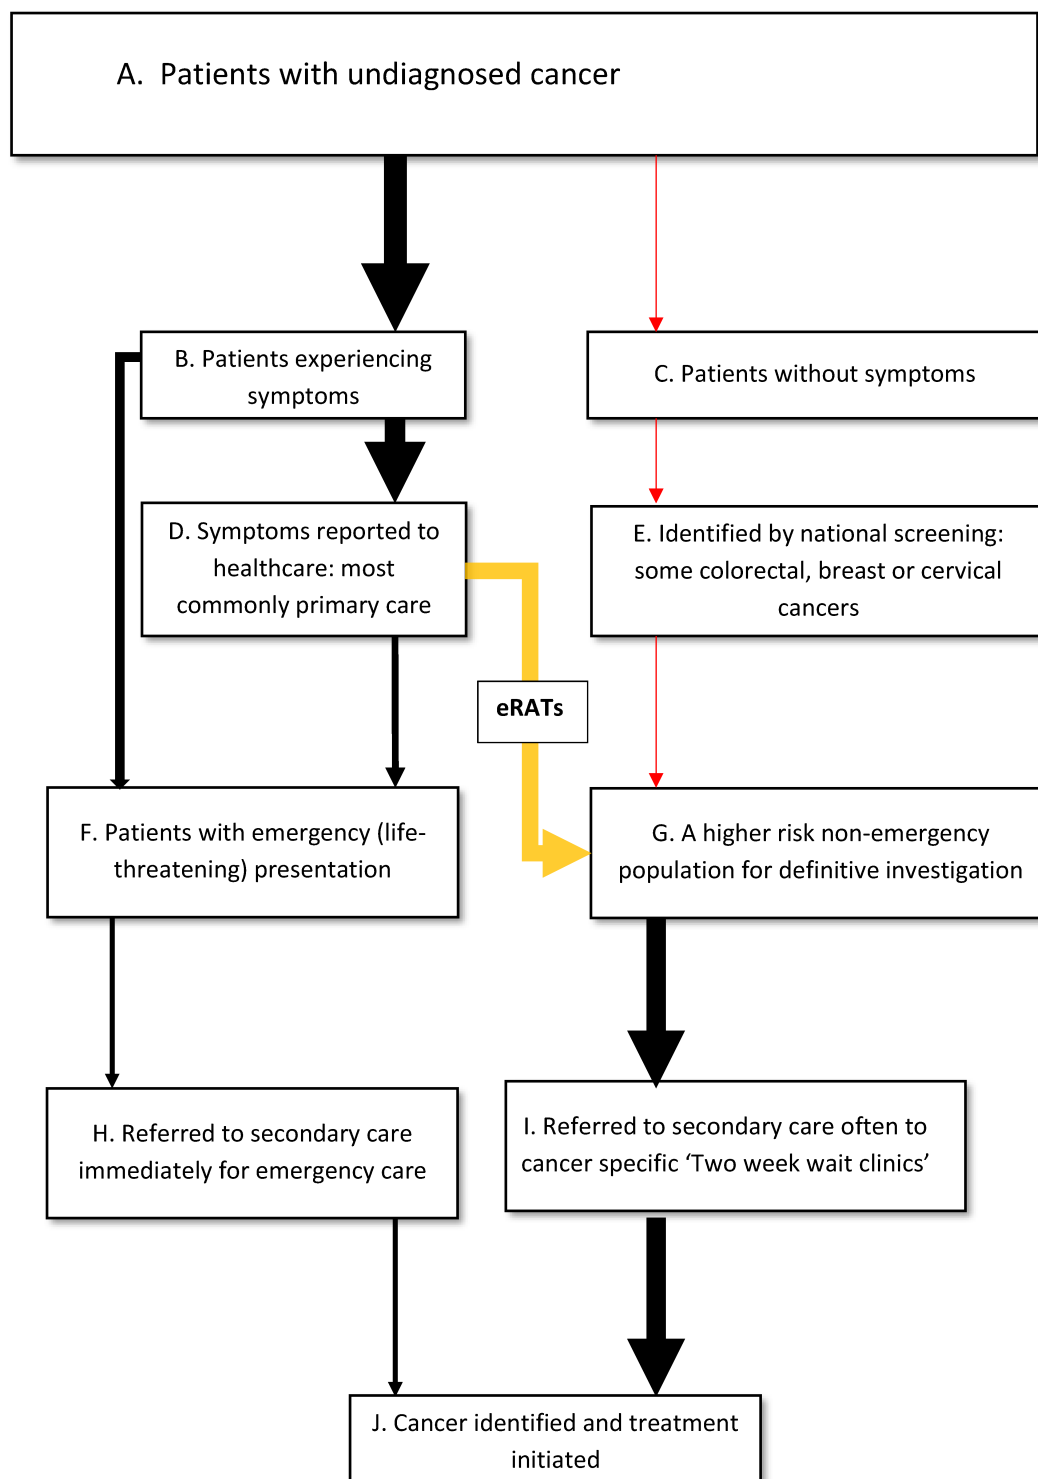 A. Patients with undiagnosed cancer
B. Patients experiencing
symptoms
C. Patients without symptoms
D. Symptoms reported to
healthcare: most
commonly primary care
E. Identified by national screening:
some colorectal, breast or cervical
cancers
eRATs
F. Patients with emergency (life-
threatening) presentation
G. A higher risk non-emergency
population for definitive investigation
H. Referred to secondary care
immediately for emergency care
I. Referred to secondary care often to
cancer specific ‘Two week wait clinics’
J. Cancer identified and treatment
initiated